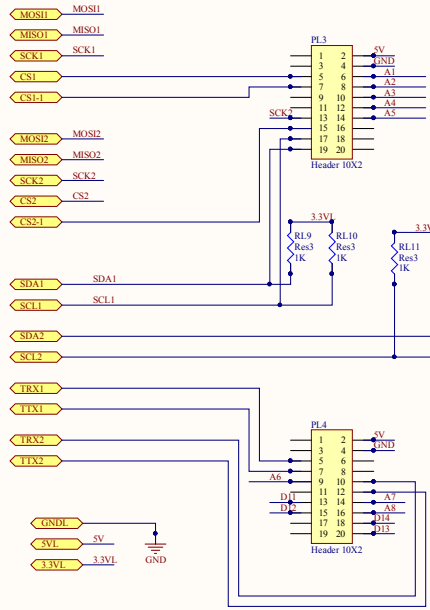 MOSI1 MOSI1
MISO1 MISO1
SCK1 SCK1
CS1
CS1-1
MOSI2 MOSI2
MISO2 MISO2
SCK2 SCK2
CS2 CS2
CS2-1
PL3
1 2 5V
3 4 GND
5 6 A1
7 8 A2
9 10 A3
11 12 A4
SCK2 13 14 A5
15 16
17 18
19 20
Header 10X2
3.3VL
RL9
Res3
1K
RL10
Res3
1K
RL11
Res3
1K
SDA1 SDA1
SCL1 SCL1
SDA2
SCL2
TRX1
TTX1
TRX2
TTX2
PL4
1 2 5V
3 4 GND
5 6
7 8
A6 9 10
11 12
D11 13 14 A7
D12 15 16 A8
17 18 D14
19 20 D13
Header 10X2
GNDL
5VL 5V
3.3VL 3.3VL
GND